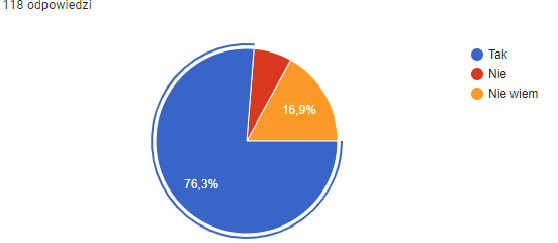 118 odpowiedzi
Tak
Nie
Nie wiem
16,9%
76,3%